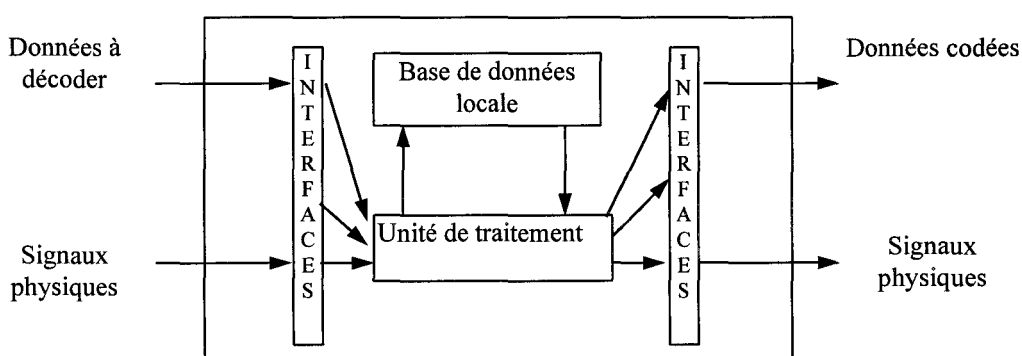 Données à
décoder
INTERFACES
Base de données
locale
Unité de traitement
Signaux
physiques
INTERFACES
Données codées
Signaux
physiques